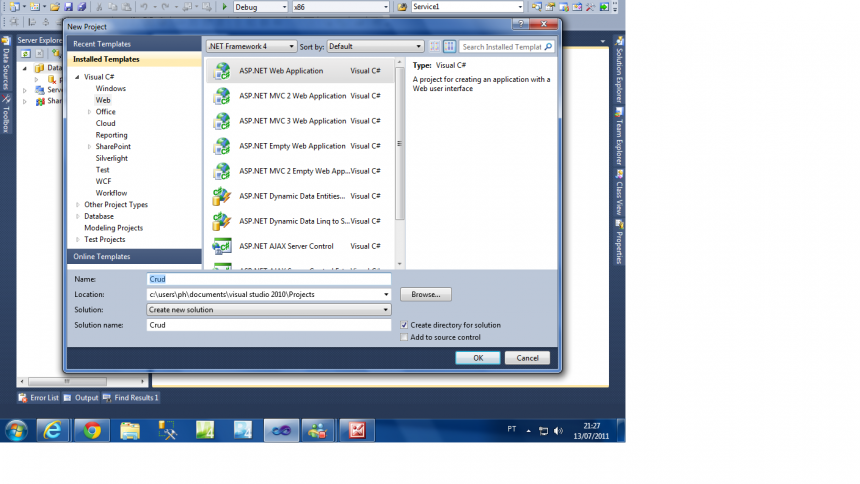 Debug
x86
Service1
New Project
Server Explorer
Recent Templates
.NET Framework 4
Sort by: Default
Search Installed Templat
Installed Templates
Visual C#
Windows
Web
Office
Cloud
Reporting
SharePoint
Silverlight
Test
WCF
Workflow
Other Project Types
Database
Modeling Projects
Test Projects
Online Templates
ASP.NET Web Application Visual C#
ASP.NET MVC 2 Web Application Visual C#
ASP.NET MVC 3 Web Application Visual C#
ASP.NET Empty Web Application Visual C#
ASP.NET MVC 2 Empty Web App... Visual C#
ASP.NET Dynamic Data Entities... Visual C#
ASP.NET Dynamic Data Linq to S... Visual C#
ASP.NET AJAX Server Control Visual C#
Type: Visual C#
A project for creating an application with a
Web user interface
Data Sources
Toolbox
Data
Serv
Shar
Solution Explorer
Team Explorer
Class View
Properties
Name: Crud
Location: c:\users\ph\documents\visual studio 2010\Projects
Browse...
Solution: Create new solution
Solution name: Crud
Create directory for solution
Add to source control
OK
Cancel
Error List
Output
Find Results 1
PT
21:27
13/07/2011